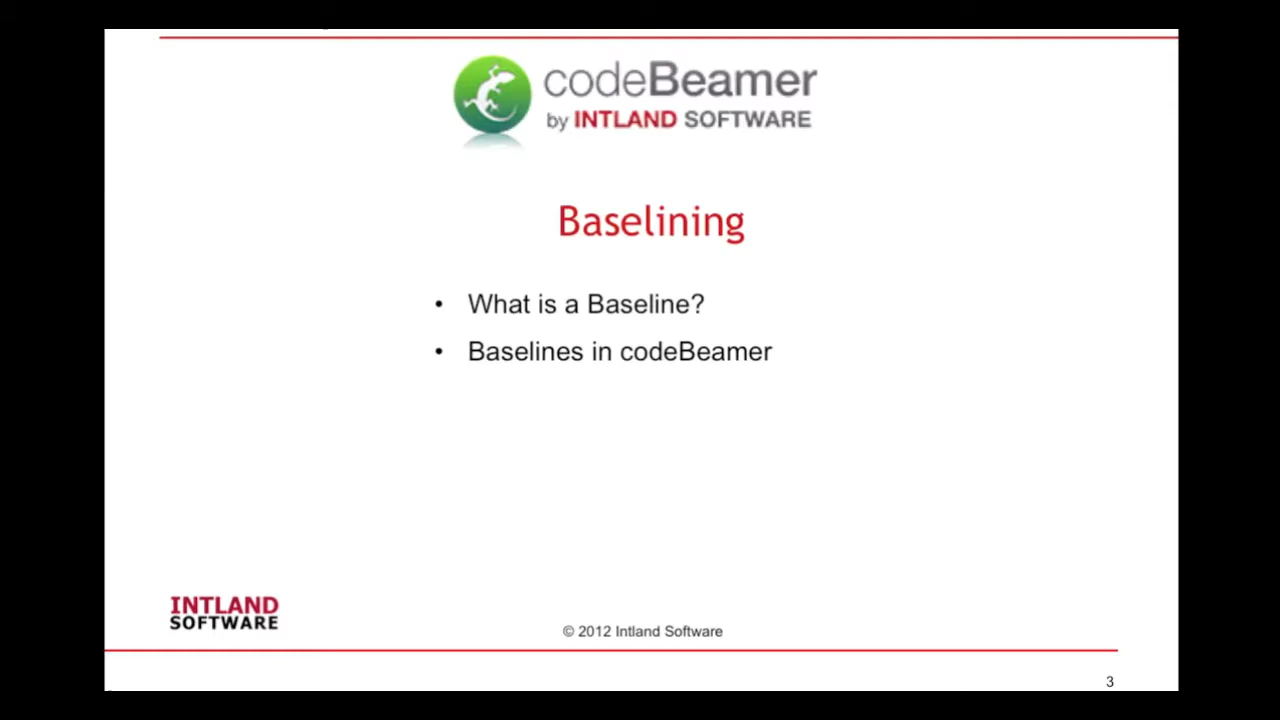 codeBeamer
by INTLAND SOFTWARE
Baselining
• What is a Baseline?
• Baselines in codeBeamer
INTLAND
SOFTWARE
© 2012 Intland Software
3